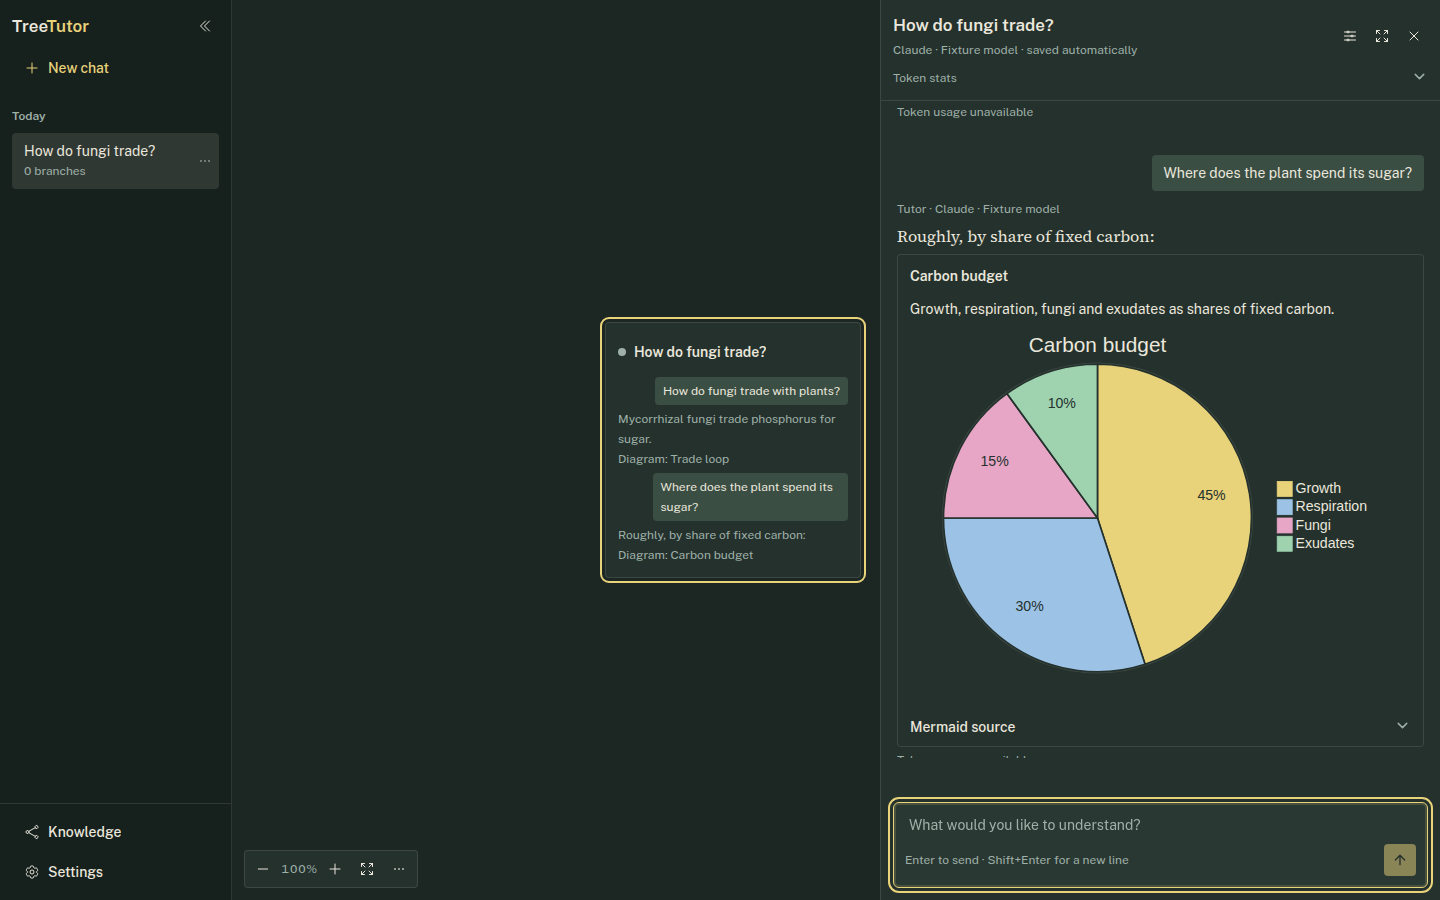 TreeTutor
New chat
Today
How do fungi trade?
0 branches
Knowledge
Settings
How do fungi trade?
How do fungi trade with plants?
Mycorrhizal fungi trade phosphorus for
sugar.
Diagram: Trade loop
Where does the plant spend its
sugar?
Roughly, by share of fixed carbon:
Diagram: Carbon budget
100%
How do fungi trade?
Claude · Fixture model · saved automatically
Token stats
Token usage unavailable
Where does the plant spend its sugar?
Tutor · Claude · Fixture model
Roughly, by share of fixed carbon:
Carbon budget
Growth, respiration, fungi and exudates as shares of fixed carbon.
Carbon budget
10%
15%
45%
30%
Growth
Respiration
Fungi
Exudates
Mermaid source
What would you like to understand?
Enter to send · Shift+Enter for a new line